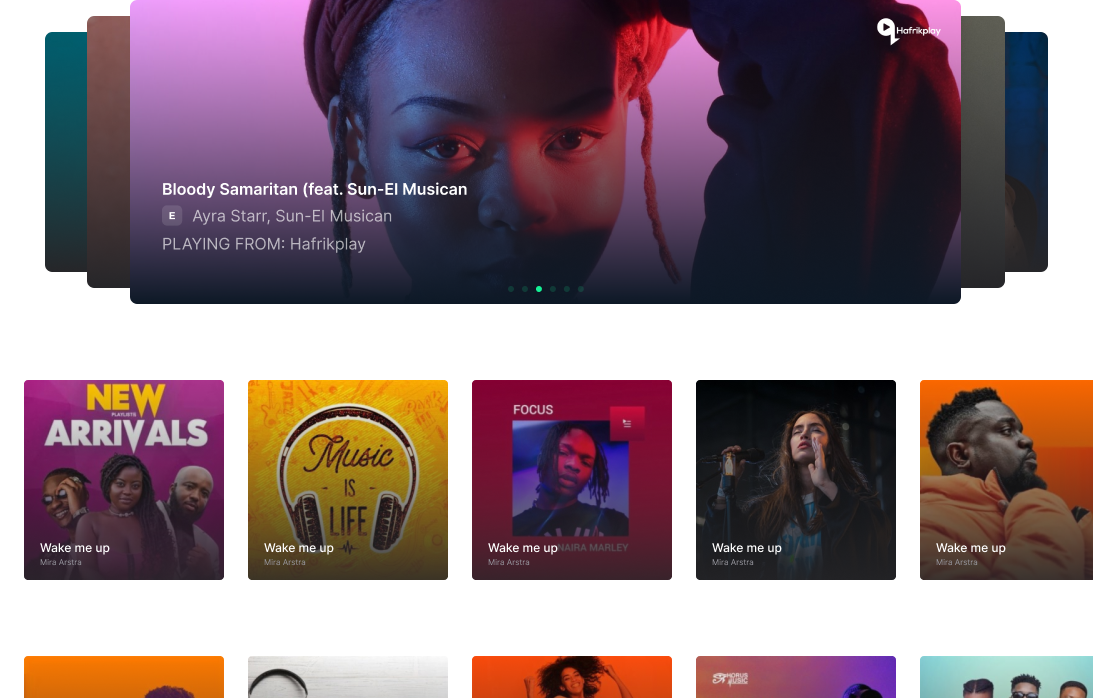 Hafrikplay
Bloody Samaritan (feat. Sun-El Musican
E Ayra Starr, Sun-El Musican
PLAYING FROM: Hafrikplay
NEW
PLAYLISTS
ARRIVALS
Wake me up
Mira Arstra
Music
IS
LIFE
Wake me up
Mira Arstra
FOCUS
NAIRA MARLEY
Wake me up
Mira Arstra
Wake me up
Mira Arstra
Wake me up
Mira Arstra
HORUS
MUSIC